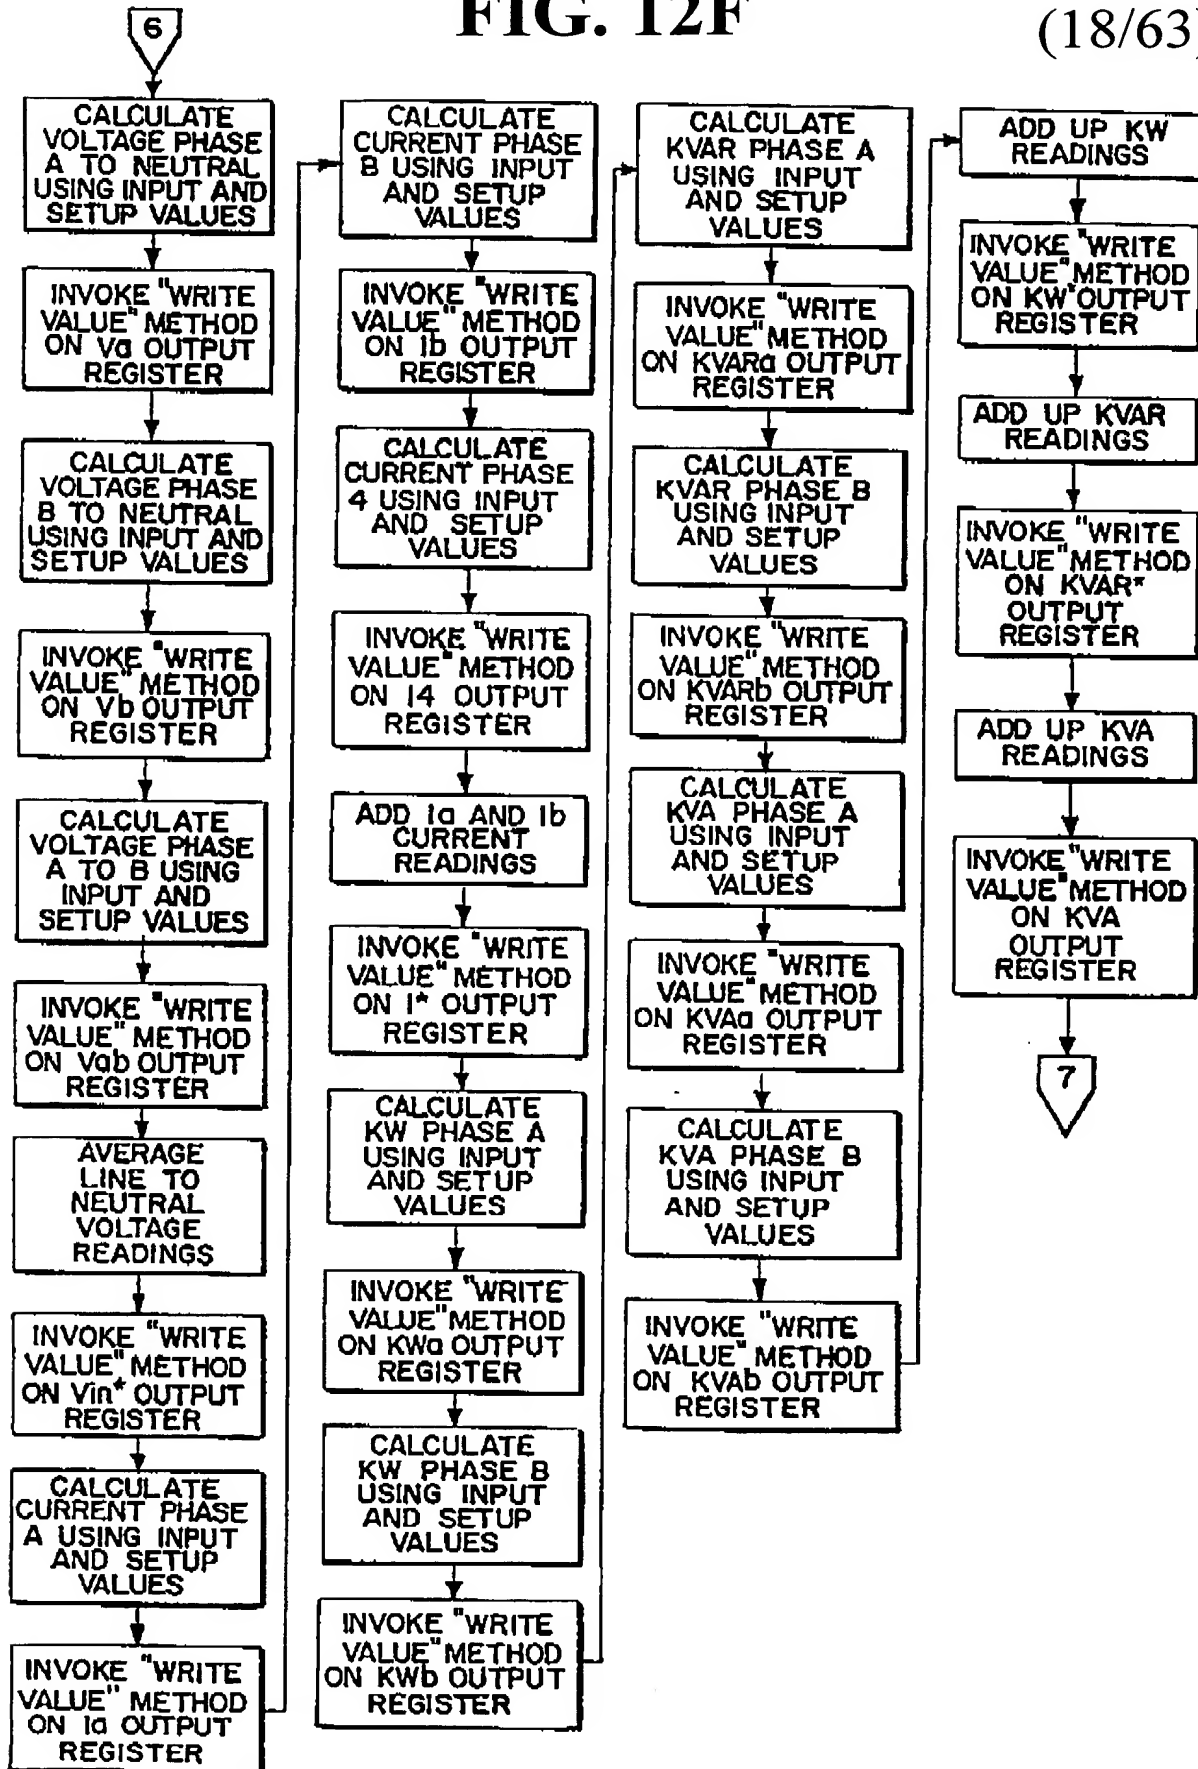 FIG. 12F
(18/63)
6
CALCULATE
VOLTAGE PHASE
A TO NEUTRAL
USING INPUT AND
SETUP VALUES
INVOKE "WRITE
VALUE" METHOD
ON Va OUTPUT
REGISTER
CALCULATE
VOLTAGE PHASE
B TO NEUTRAL
USING INPUT AND
SETUP VALUES
INVOKE "WRITE
VALUE" METHOD
ON Vb OUTPUT
REGISTER
CALCULATE
VOLTAGE PHASE
A TO B USING
INPUT AND
SETUP VALUES
INVOKE "WRITE
VALUE" METHOD
ON Vab OUTPUT
REGISTER
AVERAGE
LINE TO
NEUTRAL
VOLTAGE
READINGS
INVOKE "WRITE
VALUE" METHOD
ON Vin* OUTPUT
REGISTER
CALCULATE
CURRENT PHASE
A USING INPUT
AND SETUP
VALUES
INVOKE "WRITE
VALUE" METHOD
ON Ia OUTPUT
REGISTER
CALCULATE
CURRENT PHASE
B USING INPUT
AND SETUP
VALUES
INVOKE "WRITE
VALUE" METHOD
ON Ib OUTPUT
REGISTER
CALCULATE
CURRENT PHASE
4 USING INPUT
AND SETUP
VALUES
INVOKE "WRITE
VALUE" METHOD
ON I4 OUTPUT
REGISTER
ADD Ia AND Ib
CURRENT
READINGS
INVOKE "WRITE
VALUE" METHOD
ON I* OUTPUT
REGISTER
CALCULATE
KW PHASE A
USING INPUT
AND SETUP
VALUES
INVOKE "WRITE
VALUE" METHOD
ON KWa OUTPUT
REGISTER
CALCULATE
KW PHASE B
USING INPUT
AND SETUP
VALUES
INVOKE "WRITE
VALUE" METHOD
ON KWb OUTPUT
REGISTER
CALCULATE
KVAR PHASE A
USING INPUT
AND SETUP
VALUES
INVOKE "WRITE
VALUE" METHOD
ON KVARa OUTPUT
REGISTER
CALCULATE
KVAR PHASE B
USING INPUT
AND SETUP
VALUES
INVOKE "WRITE
VALUE" METHOD
ON KVARb OUTPUT
REGISTER
CALCULATE
KVA PHASE A
USING INPUT
AND SETUP
VALUES
INVOKE "WRITE
VALUE" METHOD
ON KVAa OUTPUT
REGISTER
CALCULATE
KVA PHASE B
USING INPUT
AND SETUP
VALUES
INVOKE "WRITE
VALUE" METHOD
ON KVAb OUTPUT
REGISTER
ADD UP KW
READINGS
INVOKE "WRITE
VALUE" METHOD
ON KW* OUTPUT
REGISTER
ADD UP KVAR
READINGS
INVOKE "WRITE
VALUE" METHOD
ON KVAR*
OUTPUT
REGISTER
ADD UP KVA
READINGS
INVOKE "WRITE
VALUE" METHOD
ON KVA
OUTPUT
REGISTER
7